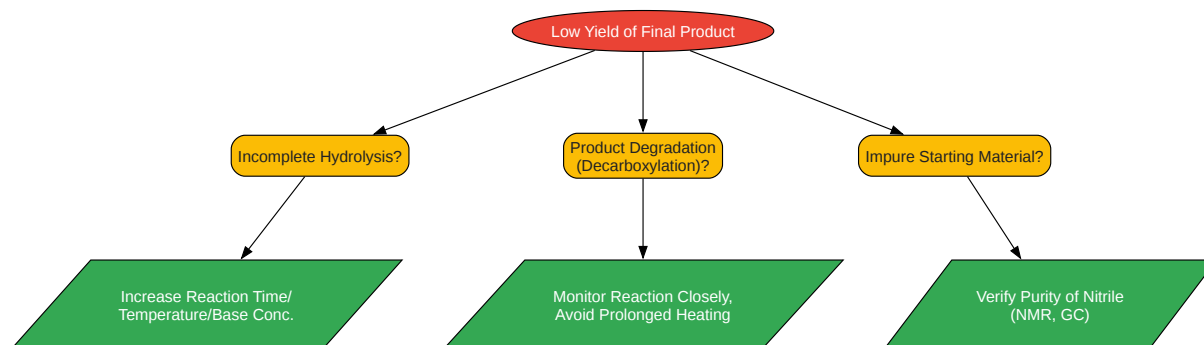 Low Yield of Final Product
Incomplete Hydrolysis?
Product Degradation
(Decarboxylation)?
Impure Starting Material?
Increase Reaction Time/
Temperature/Base Conc.
Monitor Reaction Closely,
Avoid Prolonged Heating
Verify Purity of Nitrile
(NMR, GC)